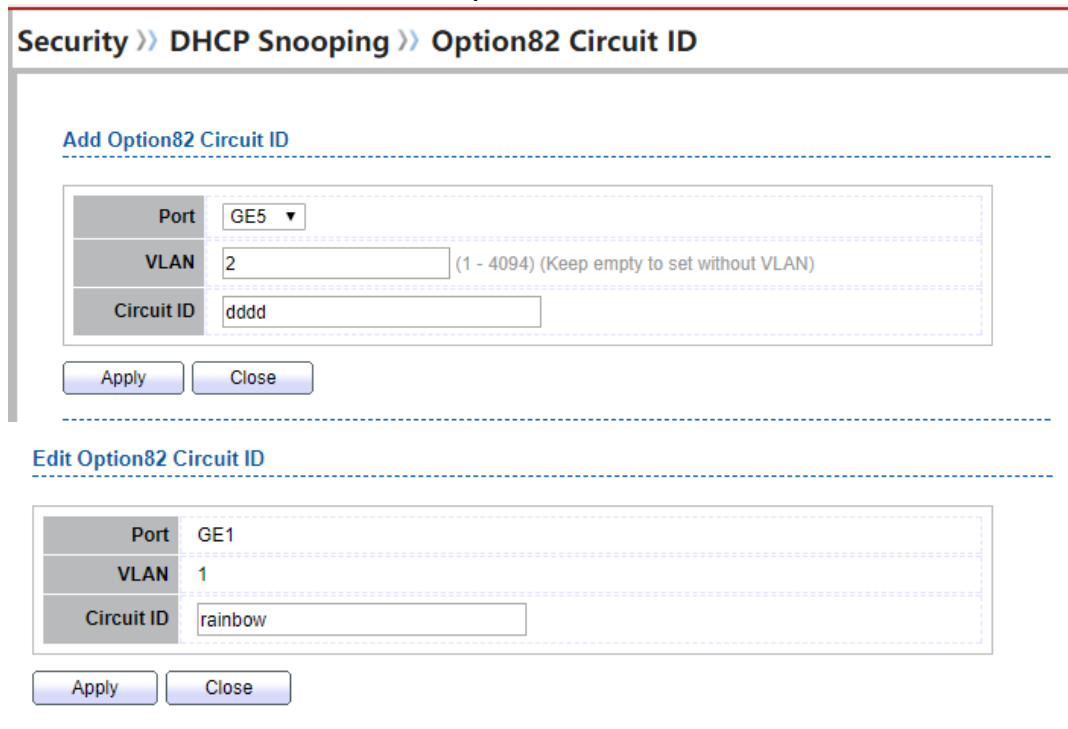 Security 》 DHCP Snooping 》 Option82 Circuit ID
Add Option82 Circuit ID
Port GE5 ▼
VLAN 2 (1 - 4094) (Keep empty to set without VLAN)
Circuit ID dddd
Apply Close
Edit Option82 Circuit ID
Port GE1
VLAN 1
Circuit ID rainbow
Apply Close